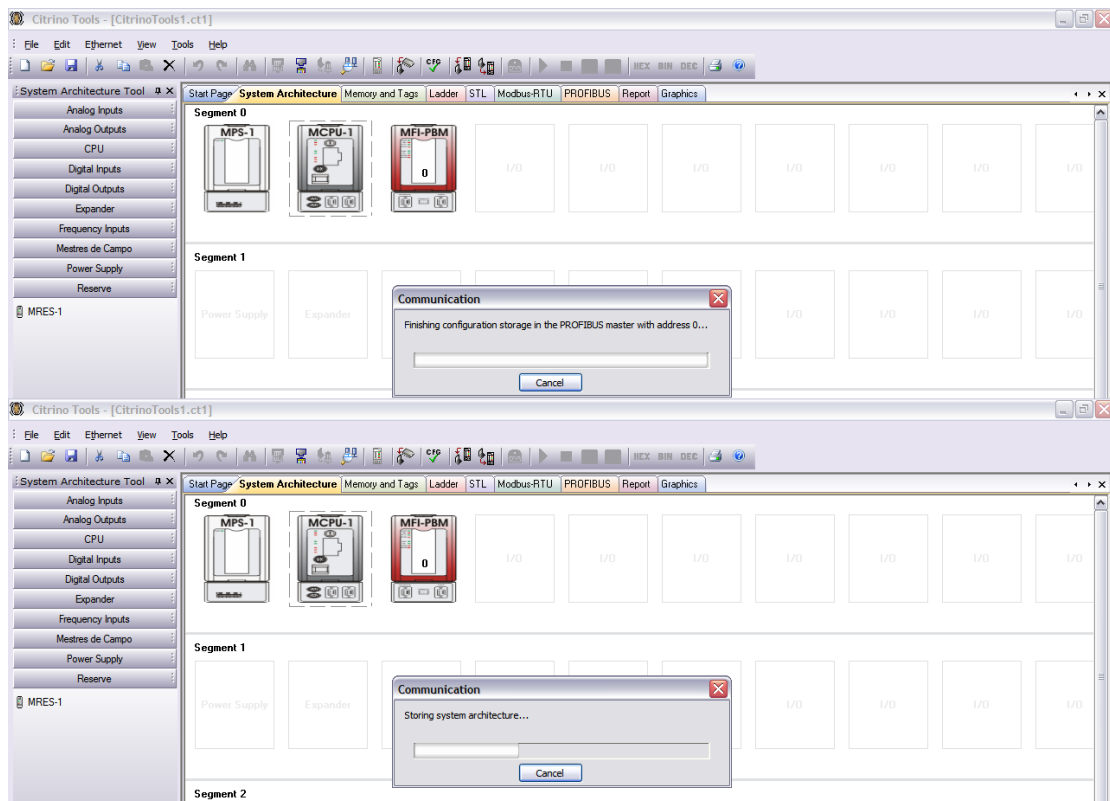 Citrino Tools - [CitrinoTools1.ct1]
File Edit Ethernet View Tools Help
CFG HEX BIN DEC
System Architecture Tool
Start Page System Architecture Memory and Tags Ladder STL Modbus-RTU PROFIBUS Report Graphics
Analog Inputs
Analog Outputs
CPU
Digital Inputs
Digital Outputs
Expander
Frequency Inputs
Mestres de Campo
Power Supply
Reserve
MRES-1
Segment 0
MPS-1 MCPU-1 MFI-PBM
0 I/O I/O I/O I/O I/O I/O I/O
Segment 1
Power Supply Expander I/O I/O I/O I/O
Communication
Finishing configuration storage in the PROFIBUS master with address 0...
Cancel
Citrino Tools - [CitrinoTools1.ct1]
File Edit Ethernet View Tools Help
CFG HEX BIN DEC
System Architecture Tool
Start Page System Architecture Memory and Tags Ladder STL Modbus-RTU PROFIBUS Report Graphics
Analog Inputs
Analog Outputs
CPU
Digital Inputs
Digital Outputs
Expander
Frequency Inputs
Mestres de Campo
Power Supply
Reserve
MRES-1
Segment 0
MPS-1 MCPU-1 MFI-PBM
0 I/O I/O I/O I/O I/O I/O I/O
Segment 1
Power Supply Expander I/O I/O I/O I/O
Communication
Storing system architecture...
Cancel
Segment 2